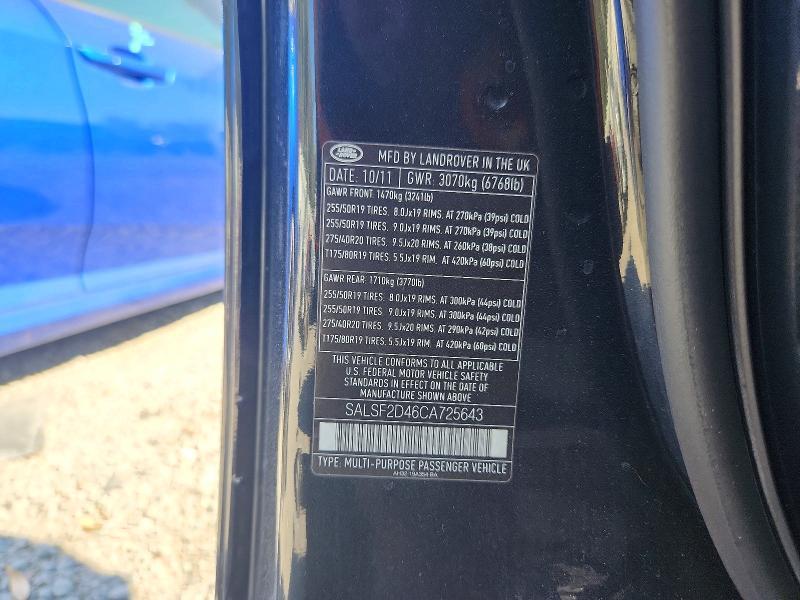 LAND ROVER MFD BY LANDROVER IN THE UK
DATE: 10/11 GWR: 3070kg (6768lb)
GAWR FRONT: 1470kg (3241lb)
255/50R19 TIRES. 8.0Jx19 RIMS. AT 270kPa (39psi) COLD
255/50R19 TIRES. 9.0Jx19 RIMS. AT 270kPa (39psi) COLD
275/40R20 TIRES. 9.5Jx20 RIMS. AT 260kPa (38psi) COLD
T175/80R19 TIRES. 5.5Jx19 RIM. AT 420kPa (60psi) COLD
GAWR REAR: 1710kg (3770lb)
255/50R19 TIRES. 8.0Jx19 RIMS. AT 300kPa (44psi) COLD
255/50R19 TIRES. 9.0Jx19 RIMS. AT 300kPa (44psi) COLD
275/40R20 TIRES. 9.5Jx20 RIMS. AT 290kPa (42psi) COLD
T175/80R19 TIRES. 5.5Jx19 RIM. AT 420kPa (60psi) COLD
THIS VEHICLE CONFORMS TO ALL APPLICABLE
U.S. FEDERAL MOTOR VEHICLE SAFETY
STANDARDS IN EFFECT ON THE DATE OF
MANUFACTURE SHOWN ABOVE
SALSF2D46CA725643
TYPE: MULTI-PURPOSE PASSENGER VEHICLE
AH32-19A354-BA